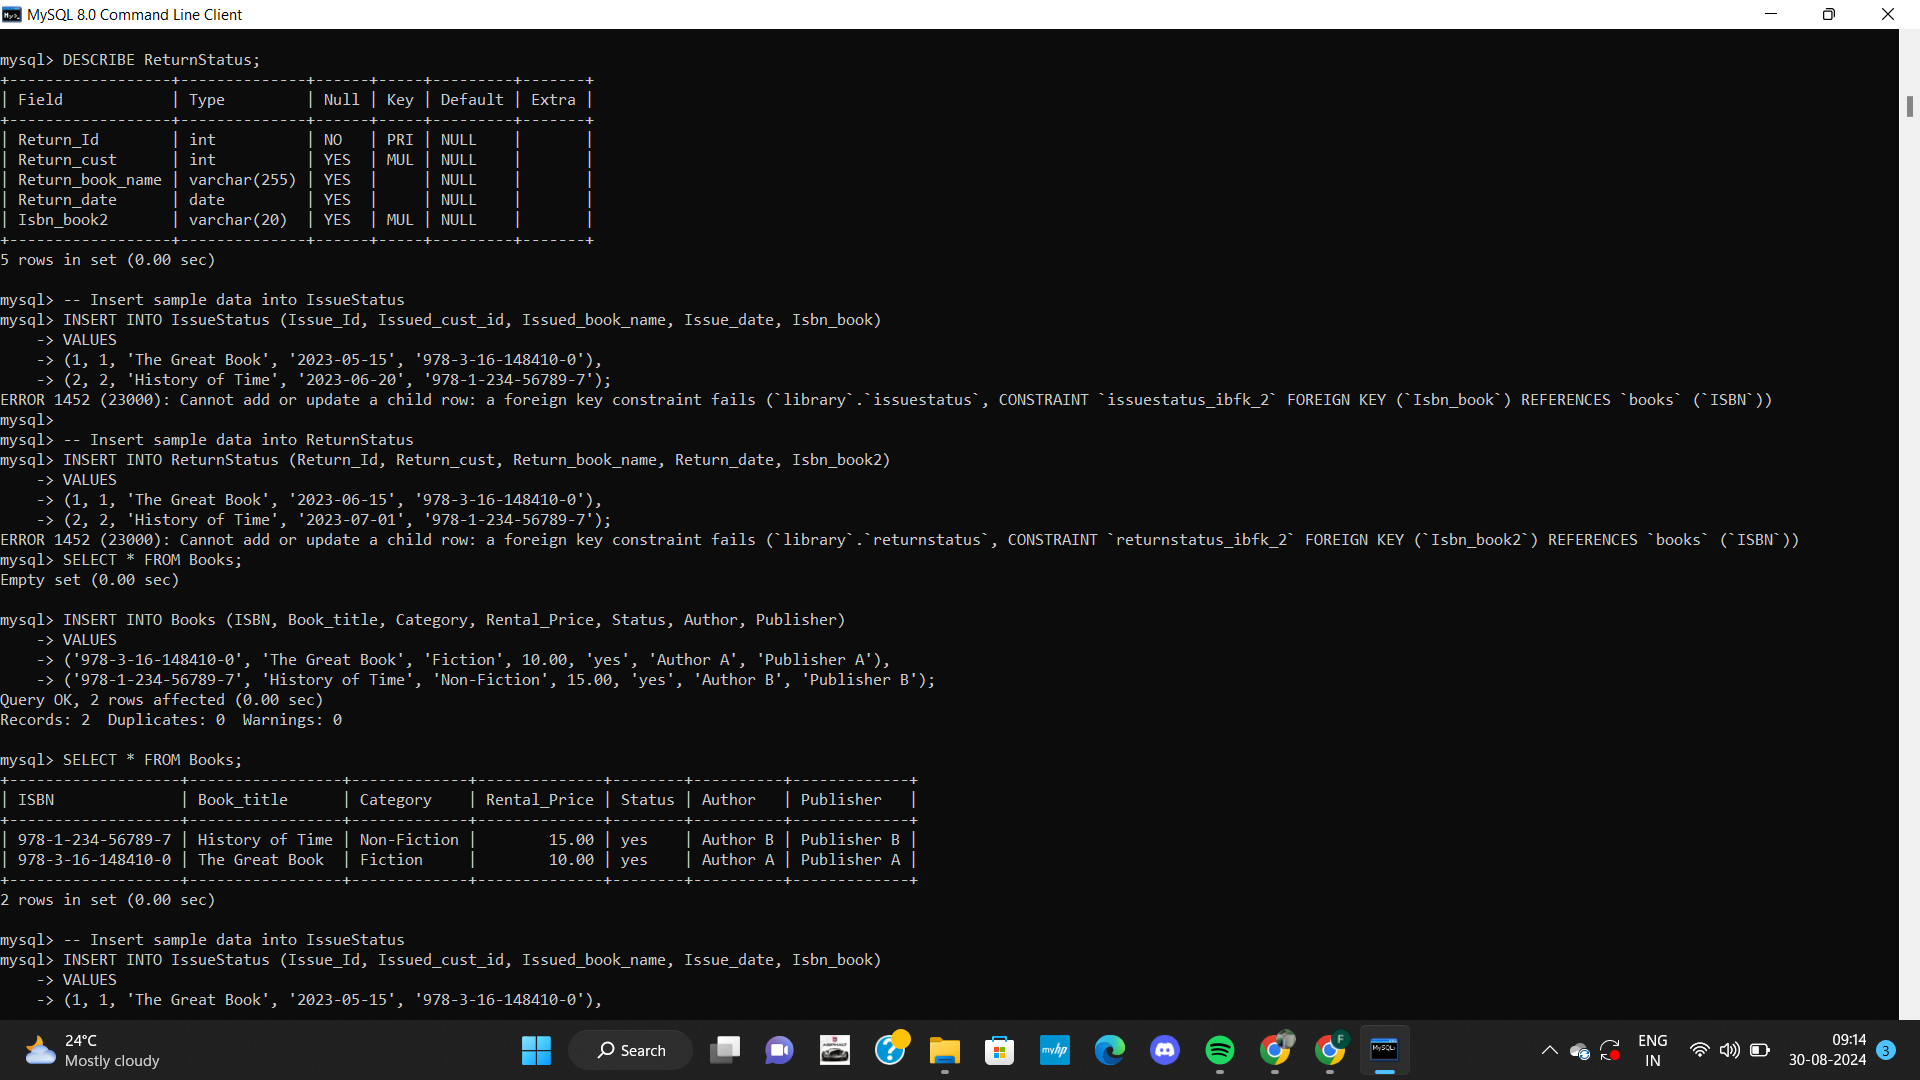 MySQL 8.0 Command Line Client
mysql> DESCRIBE ReturnStatus;
+------------------+--------------+------+-----+---------+-------+
| Field            | Type         | Null | Key | Default | Extra |
+------------------+--------------+------+-----+---------+-------+
| Return_Id        | int          | NO   | PRI | NULL    |       |
| Return_cust      | int          | YES  | MUL | NULL    |       |
| Return_book_name | varchar(255) | YES  |     | NULL    |       |
| Return_date      | date         | YES  |     | NULL    |       |
| Isbn_book2       | varchar(20)  | YES  | MUL | NULL    |       |
+------------------+--------------+------+-----+---------+-------+
5 rows in set (0.00 sec)
mysql> -- Insert sample data into IssueStatus
mysql> INSERT INTO IssueStatus (Issue_Id, Issued_cust_id, Issued_book_name, Issue_date, Isbn_book)
    -> VALUES
    -> (1, 1, 'The Great Book', '2023-05-15', '978-3-16-148410-0'),
    -> (2, 2, 'History of Time', '2023-06-20', '978-1-234-56789-7');
ERROR 1452 (23000): Cannot add or update a child row: a foreign key constraint fails (`library`.`issuestatus`, CONSTRAINT `issuestatus_ibfk_2` FOREIGN KEY (`Isbn_book`) REFERENCES `books` (`ISBN`))
mysql>
mysql> -- Insert sample data into ReturnStatus
mysql> INSERT INTO ReturnStatus (Return_Id, Return_cust, Return_book_name, Return_date, Isbn_book2)
    -> VALUES
    -> (1, 1, 'The Great Book', '2023-06-15', '978-3-16-148410-0'),
    -> (2, 2, 'History of Time', '2023-07-01', '978-1-234-56789-7');
ERROR 1452 (23000): Cannot add or update a child row: a foreign key constraint fails (`library`.`returnstatus`, CONSTRAINT `returnstatus_ibfk_2` FOREIGN KEY (`Isbn_book2`) REFERENCES `books` (`ISBN`))
mysql> SELECT * FROM Books;
Empty set (0.00 sec)
mysql> INSERT INTO Books (ISBN, Book_title, Category, Rental_Price, Status, Author, Publisher)
    -> VALUES
    -> ('978-3-16-148410-0', 'The Great Book', 'Fiction', 10.00, 'yes', 'Author A', 'Publisher A'),
    -> ('978-1-234-56789-7', 'History of Time', 'Non-Fiction', 15.00, 'yes', 'Author B', 'Publisher B');
Query OK, 2 rows affected (0.00 sec)
Records: 2  Duplicates: 0  Warnings: 0
mysql> SELECT * FROM Books;
+-------------------+-----------------+-------------+--------------+--------+----------+-------------+
| ISBN              | Book_title      | Category    | Rental_Price | Status | Author   | Publisher   |
+-------------------+-----------------+-------------+--------------+--------+----------+-------------+
| 978-1-234-56789-7 | History of Time | Non-Fiction |        15.00 | yes    | Author B | Publisher B |
| 978-3-16-148410-0 | The Great Book  | Fiction     |        10.00 | yes    | Author A | Publisher A |
+-------------------+-----------------+-------------+--------------+--------+----------+-------------+
2 rows in set (0.00 sec)
mysql> -- Insert sample data into IssueStatus
mysql> INSERT INTO IssueStatus (Issue_Id, Issued_cust_id, Issued_book_name, Issue_date, Isbn_book)
    -> VALUES
    -> (1, 1, 'The Great Book', '2023-05-15', '978-3-16-148410-0'),
24°C
Mostly cloudy
Search
myhp
F
MySQL
ENG
IN
09:14
30-08-2024
3